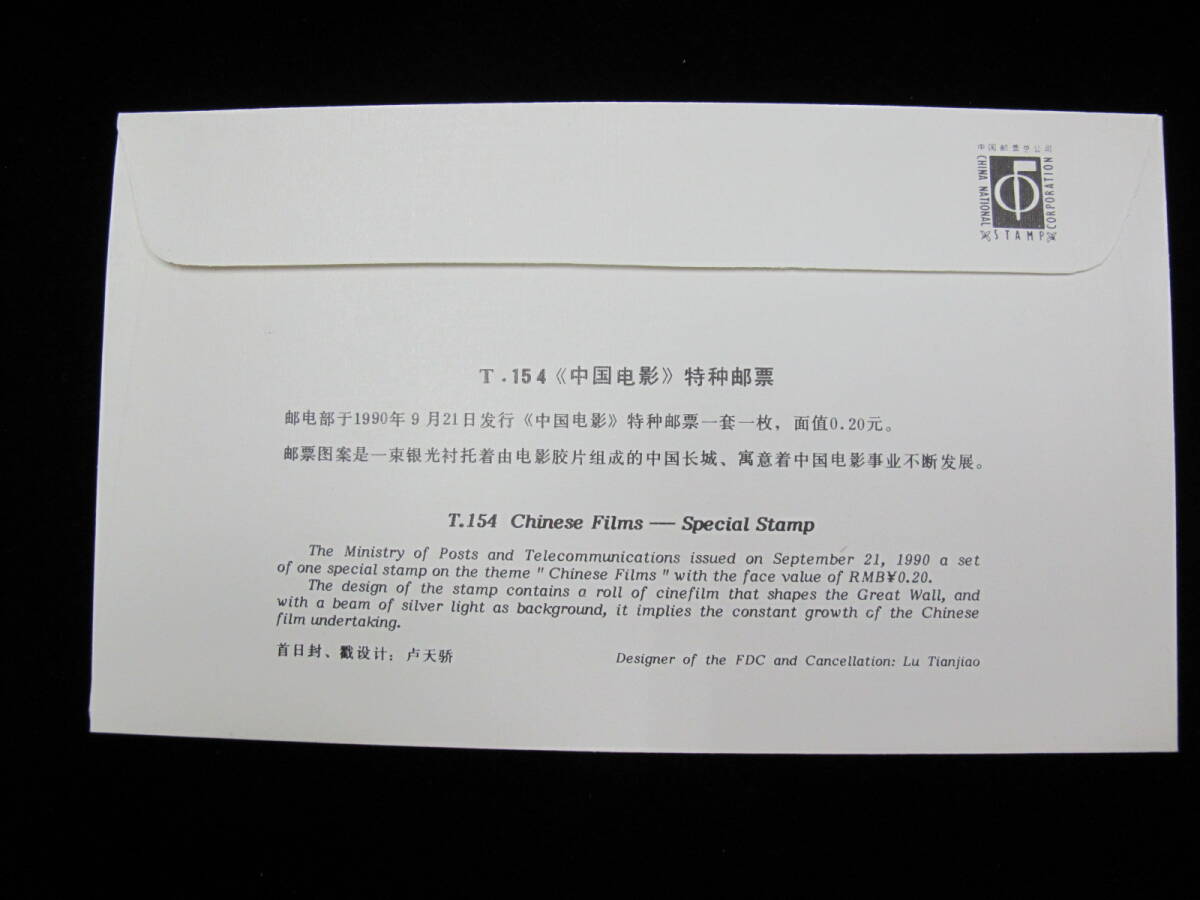 中国邮票总公司
CHINA NATIONAL
STAMP
CORPORATION
T.154《中国电影》特种邮票
邮电部于1990年9月21日发行《中国电影》特种邮票一套一枚，面值0.20元。
邮票图案是一束银光衬托着由电影胶片组成的中国长城、寓意着中国电影事业不断发展。
T.154 Chinese Films — Special Stamp
The Ministry of Posts and Telecommunications issued on September 21, 1990 a set
of one special stamp on the theme " Chinese Films " with the face value of RMB¥0.20.
The design of the stamp contains a roll of cinefilm that shapes the Great Wall, and
with a beam of silver light as background, it implies the constant growth of the Chinese
film undertaking.
首日封、戳设计：卢天骄
Designer of the FDC and Cancellation: Lu Tianjiao